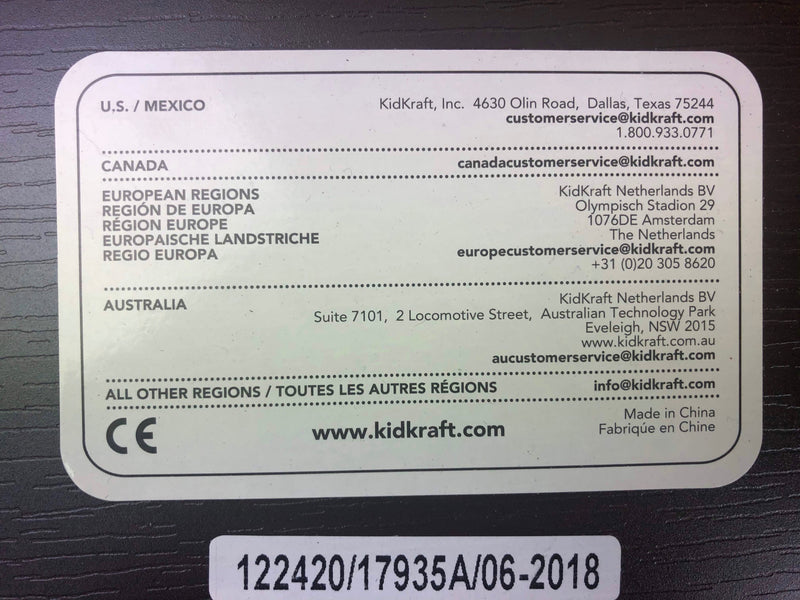 U.S. / MEXICO
KidKraft, Inc. 4630 Olin Road, Dallas, Texas 75244
customerservice@kidkraft.com
1.800.933.0771
CANADA
canadacustomerservice@kidkraft.com
EUROPEAN REGIONS
REGIÓN DE EUROPA
RÉGION EUROPE
EUROPAISCHE LANDSTRICHE
REGIO EUROPA
KidKraft Netherlands BV
Olympisch Stadion 29
1076DE Amsterdam
The Netherlands
europecustomerservice@kidkraft.com
+31 (0)20 305 8620
AUSTRALIA
KidKraft Netherlands BV
Suite 7101, 2 Locomotive Street, Australian Technology Park
Eveleigh, NSW 2015
www.kidkraft.com.au
aucustomerservice@kidkraft.com
ALL OTHER REGIONS / TOUTES LES AUTRES RÉGIONS
info@kidkraft.com
CE
www.kidkraft.com
Made in China
Fabriqúe en Chine
122420/17935A/06-2018